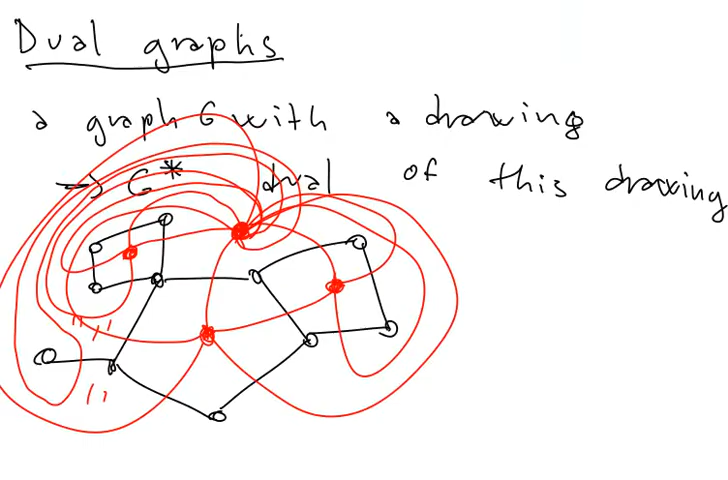 Dual graphs
a graph G with a drawing
→ G* dual of this drawing